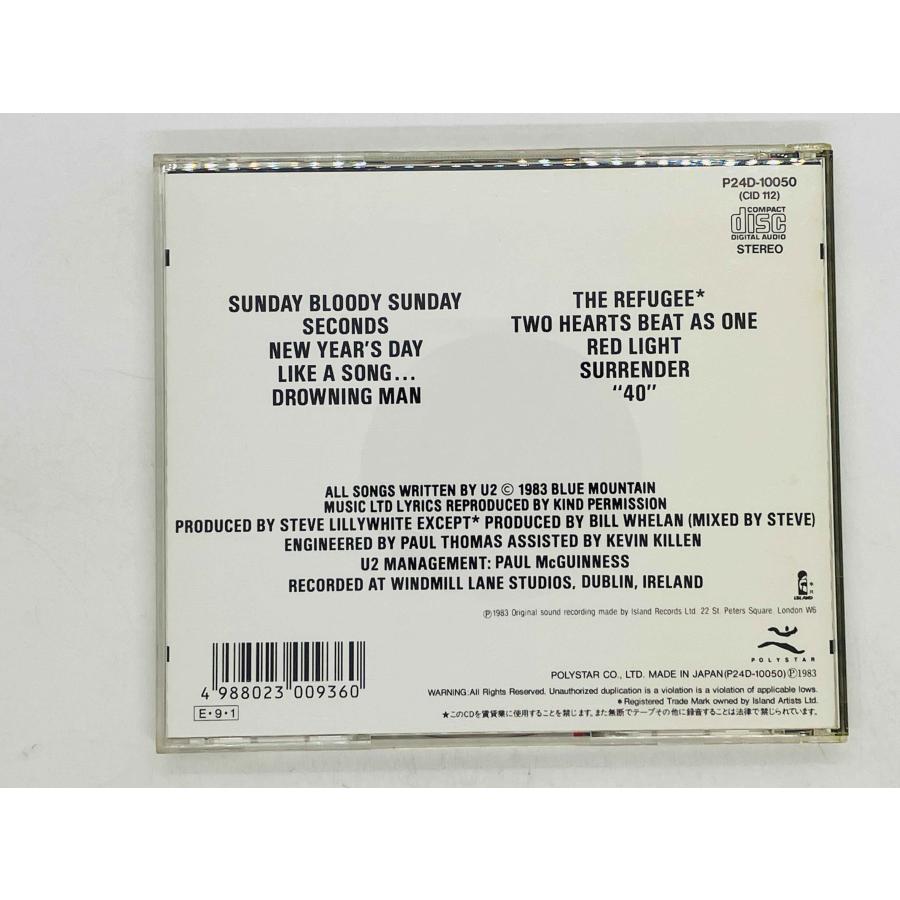 P24D-10050
(CID 112)
COMPACT
disc
DIGITAL AUDIO
STEREO
SUNDAY BLOODY SUNDAY
SECONDS
NEW YEAR'S DAY
LIKE A SONG...
DROWNING MAN
THE REFUGEE*
TWO HEARTS BEAT AS ONE
RED LIGHT
SURRENDER
"40"
ALL SONGS WRITTEN BY U2 © 1983 BLUE MOUNTAIN
MUSIC LTD LYRICS REPRODUCED BY KIND PERMISSION
PRODUCED BY STEVE LILLYWHITE EXCEPT* PRODUCED BY BILL WHELAN (MIXED BY STEVE)
ENGINEERED BY PAUL THOMAS ASSISTED BY KEVIN KILLEN
U2 MANAGEMENT: PAUL McGUINNESS
RECORDED AT WINDMILL LANE STUDIOS, DUBLIN, IRELAND
ISLAND
Ⓟ1983 Original sound recording made by Island Records Ltd. 22 St. Peters Square, London W6
POLYSTAR
POLYSTAR CO., LTD. MADE IN JAPAN(P24D-10050)Ⓟ1983
WARNING:All Rights Reserved. Unauthorized duplication is a violation is a violation of applicable lows.
*Registered Trade Mark owned by Island Artists Ltd.
★このCDを賃貸業に使用することを禁じます。また無断でテープその他に録音することは法律で禁じられています。
4 988023 009360
E・9・1